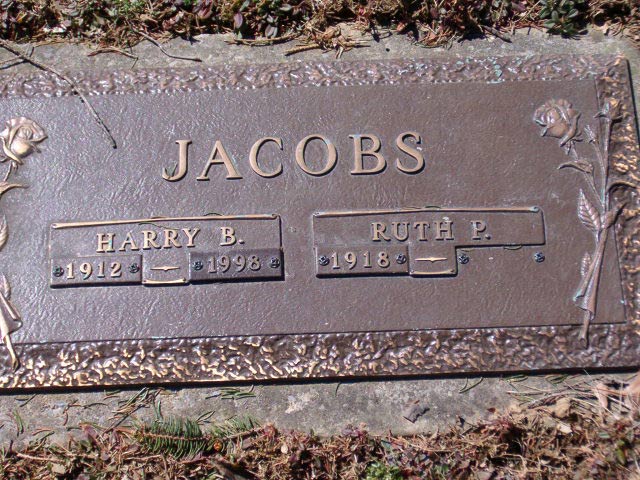 JACOBS
HARRY B.
1912 1998
RUTH P.
1918